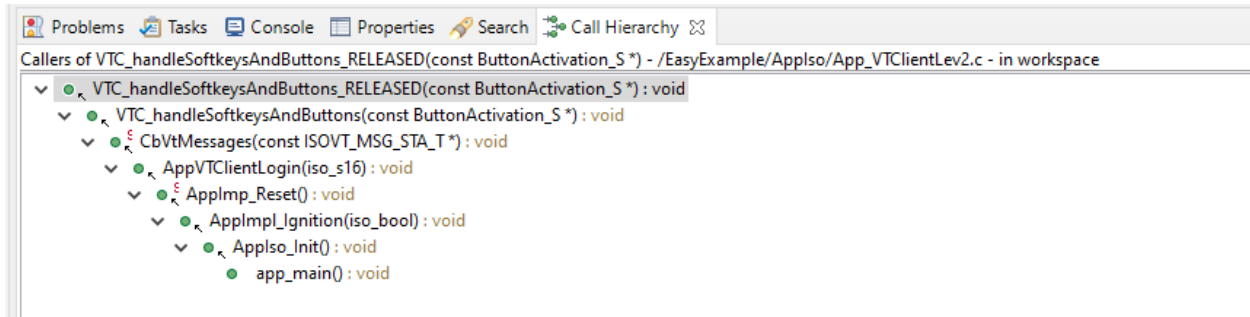 Problems Tasks Console Properties Search Call Hierarchy
Callers of VTC_handleSoftkeysAndButtons_RELEASED(const ButtonActivation_S *) - /EasyExample/AppIso/App_VTClientLev2.c - in workspace
VTC_handleSoftkeysAndButtons_RELEASED(const ButtonActivation_S *) : void
VTC_handleSoftkeysAndButtons(const ButtonActivation_S *) : void
S CbVtMessages(const ISOVT_MSG_STA_T *) : void
AppVTClientLogin(iso_s16) : void
S AppImp_Reset() : void
AppImpl_Ignition(iso_bool) : void
AppIso_Init() : void
app_main() : void